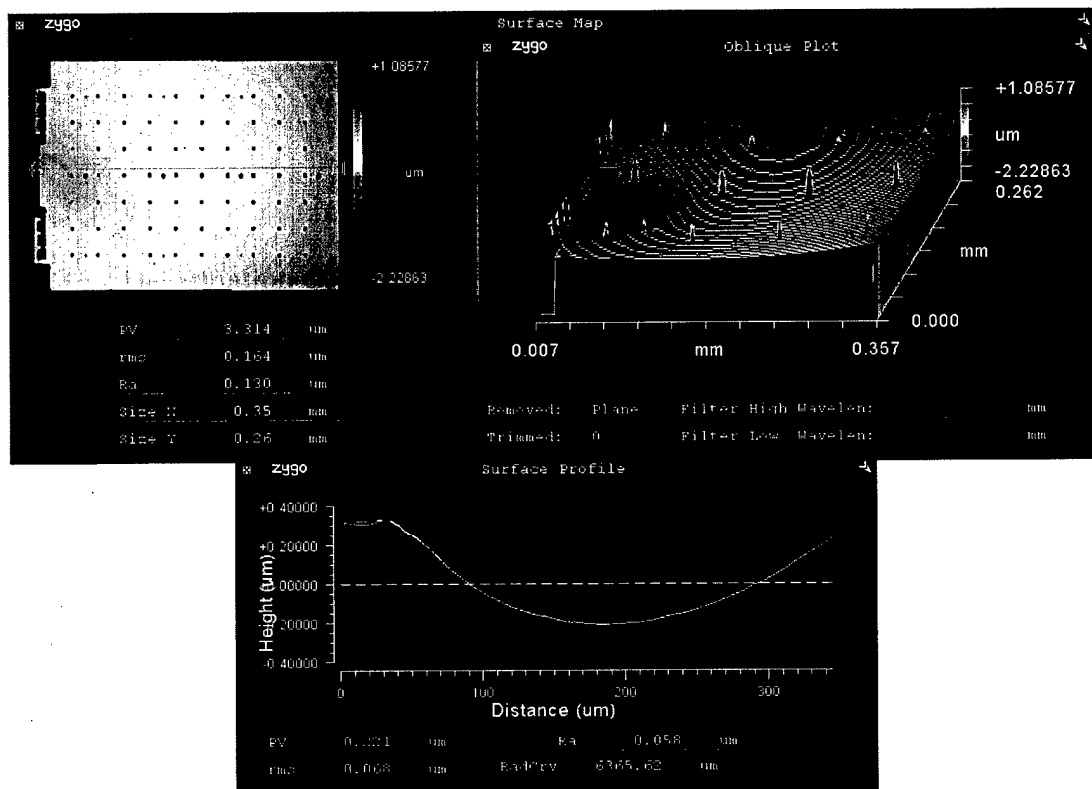 zygo
Surface Map
+1.08577
um
-2.22863
PV 3.314 um
rms 0.164 um
Ra 0.130 um
Size X 0.35 mm
Size Y 0.26 mm
zygo
Oblique Plot
+1.08577
um
-2.22863
0.262
mm
0.000
0.007 mm 0.357
Removed: Plane Filter High Wavelen: mm
Trimmed: 0 Filter Low Wavelen: mm
zygo
Surface Profile
Height (um)
+0.40000
+0.20000
.00000
.20000
-0.40000
0 100 200 300
Distance (um)
PV um Ra 0.058 um
rms 0.068 um RadCrv 6365.62 um